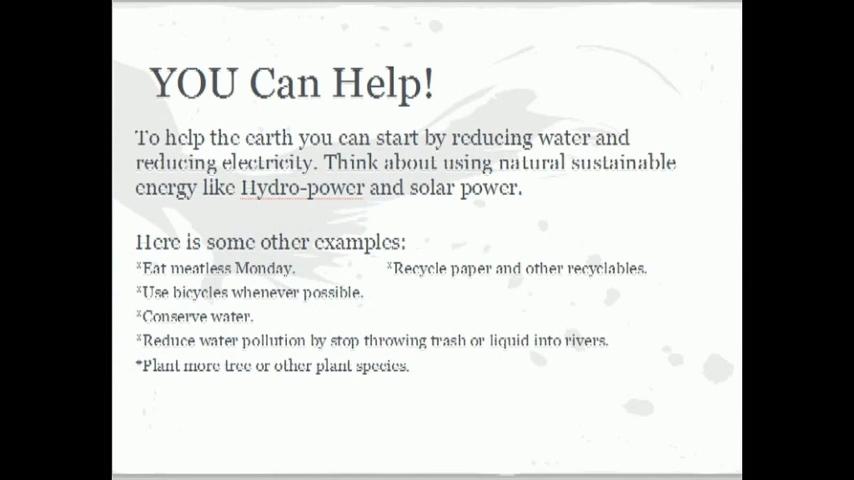 YOU Can Help!
To help the earth you can start by reducing water and
reducing electricity. Think about using natural sustainable
energy like Hydro-power and solar power.
Here is some other examples:
*Eat meatless Monday. *Recycle paper and other recyclables.
*Use bicycles whenever possible.
*Conserve water.
*Reduce water pollution by stop throwing trash or liquid into rivers.
*Plant more tree or other plant species.